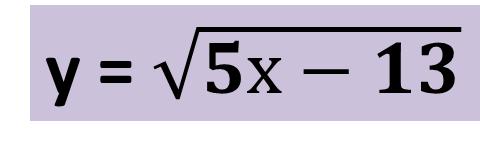 y = √5x − 13